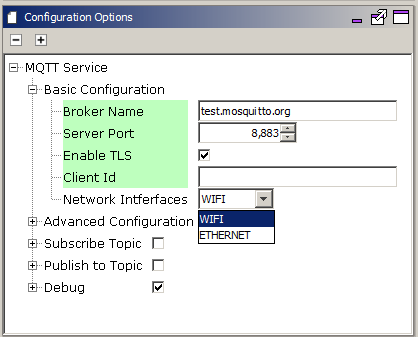 Configuration Options
MQTT Service
Basic Configuration
Broker Name test.mosquitto.org
Server Port 8,883
Enable TLS
Client Id
Network Intferfaces WIFI
WIFI
Advanced Configuration
ETHERNET
Subscribe Topic
Publish to Topic
Debug